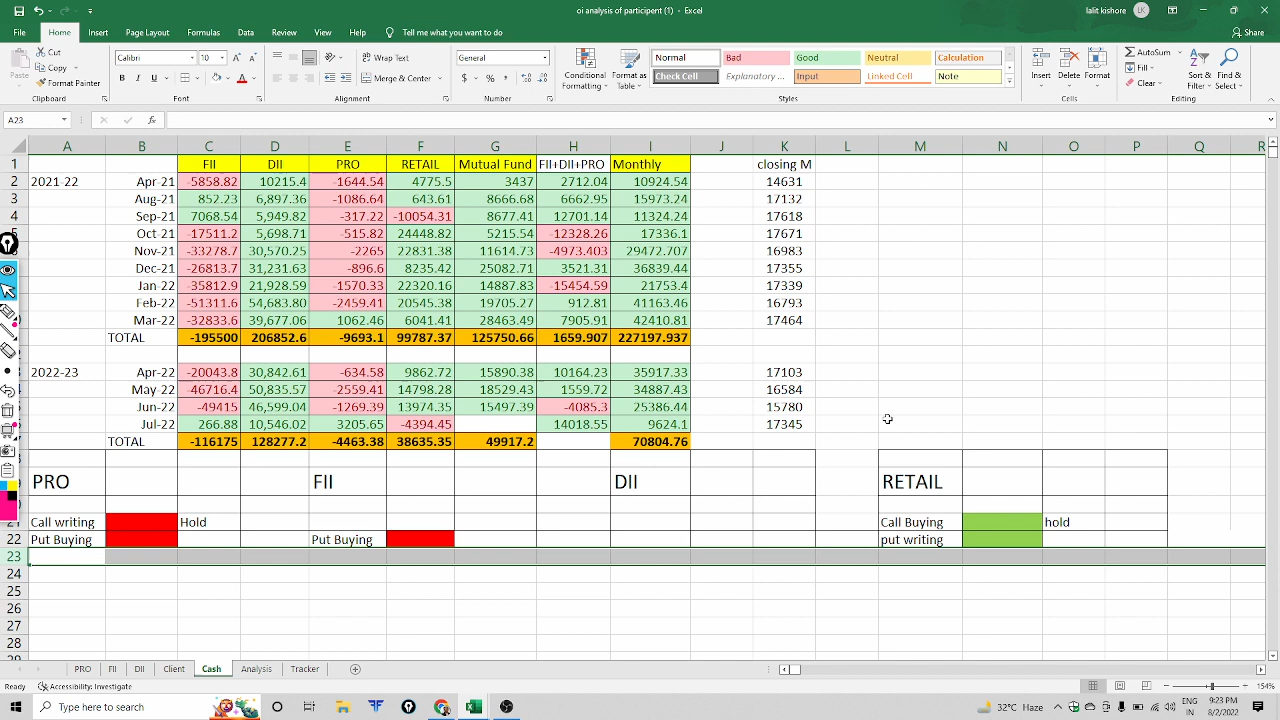 oi analysis of participant (1) - Excel
lalit kishore LK
File Home Insert Page Layout Formulas Data Review View Help Tell me what you want to do Share
Cut
Copy
Format Painter
Paste
Calibri 10
Wrap Text
Merge & Center
General
Conditional Formatting
Format as Table
Normal Bad Good Neutral Calculation
Check Cell Explanatory ... Input Linked Cell Note
Insert Delete Format
AutoSum
Fill
Clear
Sort & Filter
Find & Select
Clipboard Font Alignment Number Styles Cells Editing
A23
A B C D E F G H I J K L M N O P Q R
1 FII DII PRO RETAIL Mutual Fund FII+DII+PRO Monthly closing M
2 2021-22 Apr-21 -5858.82 10215.4 -1644.54 4775.5 3437 2712.04 10924.54 14631
3 Aug-21 852.23 6,897.36 -1086.64 643.61 8666.68 6662.95 15973.24 17132
4 Sep-21 7068.54 5,949.82 -317.22 -10054.31 8677.41 12701.14 11324.24 17618
Oct-21 -17511.2 5,698.71 -515.82 24448.82 5215.54 -12328.26 17336.1 17671
Nov-21 -33278.7 30,570.25 -2265 22831.38 11614.73 -4973.403 29472.707 16983
Dec-21 -26813.7 31,231.63 -896.6 8235.42 25082.71 3521.31 36839.44 17355
Jan-22 -35812.9 21,928.59 -1570.33 22320.16 14887.83 -15454.59 21753.4 17339
Feb-22 -51311.6 54,683.80 -2459.41 20545.38 19705.27 912.81 41163.46 16793
Mar-22 -32833.6 39,677.06 1062.46 6041.41 28463.49 7905.91 42410.81 17464
TOTAL -195500 206852.6 -9693.1 99787.37 125750.66 1659.907 227197.937
2022-23 Apr-22 -20043.8 30,842.61 -634.58 9862.72 15890.38 10164.23 35917.33 17103
May-22 -46716.4 50,835.57 -2559.41 14798.28 18529.43 1559.72 34887.43 16584
Jun-22 -49415 46,599.04 -1269.39 13974.35 15497.39 -4085.3 25386.44 15780
Jul-22 266.88 10,546.02 3205.65 -4394.45 14018.55 9624.1 17345
TOTAL -116175 128277.2 -4463.38 38635.35 49917.2 70804.76
PRO FII DII RETAIL
Call writing Hold Call Buying hold
22 Put Buying Put Buying put writing
23
24
25
26
27
28
PRO FII DII Client Cash Analysis Tracker
Ready Accessibility: Investigate 154%
Type here to search
32°C Haze ENG IN 9:23 PM 8/2/2022